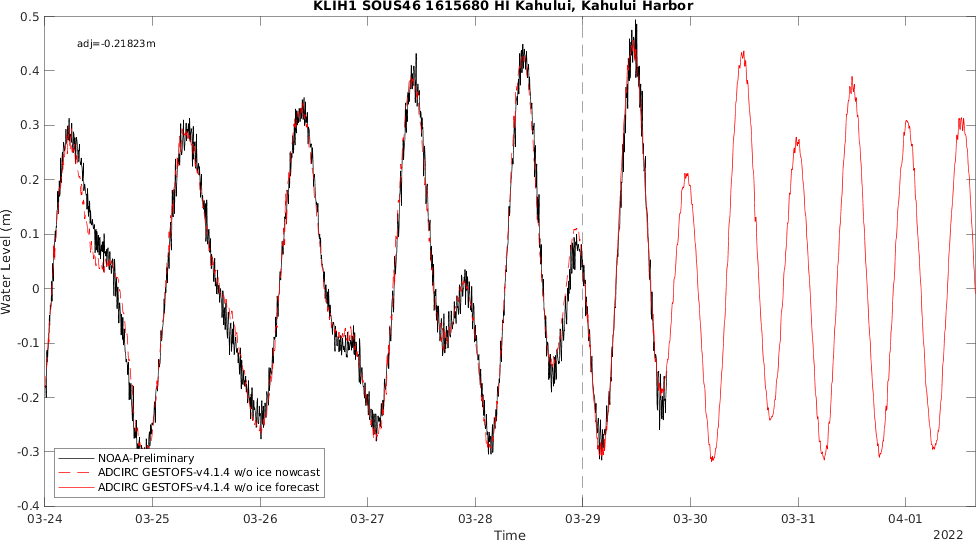 KLIH1 SOUS46 1615680 HI Kahului, Kahului Harbor
adj=-0.21823m
0.5
0.4
0.3
0.2
0.1
0
-0.1
-0.2
-0.3
-0.4
Water Level (m)
NOAA-Preliminary
ADCIRC GESTOFS-v4.1.4 w/o ice nowcast
ADCIRC GESTOFS-v4.1.4 w/o ice forecast
03-24 03-25 03-26 03-27 03-28 03-29 03-30 03-31 04-01
Time
2022